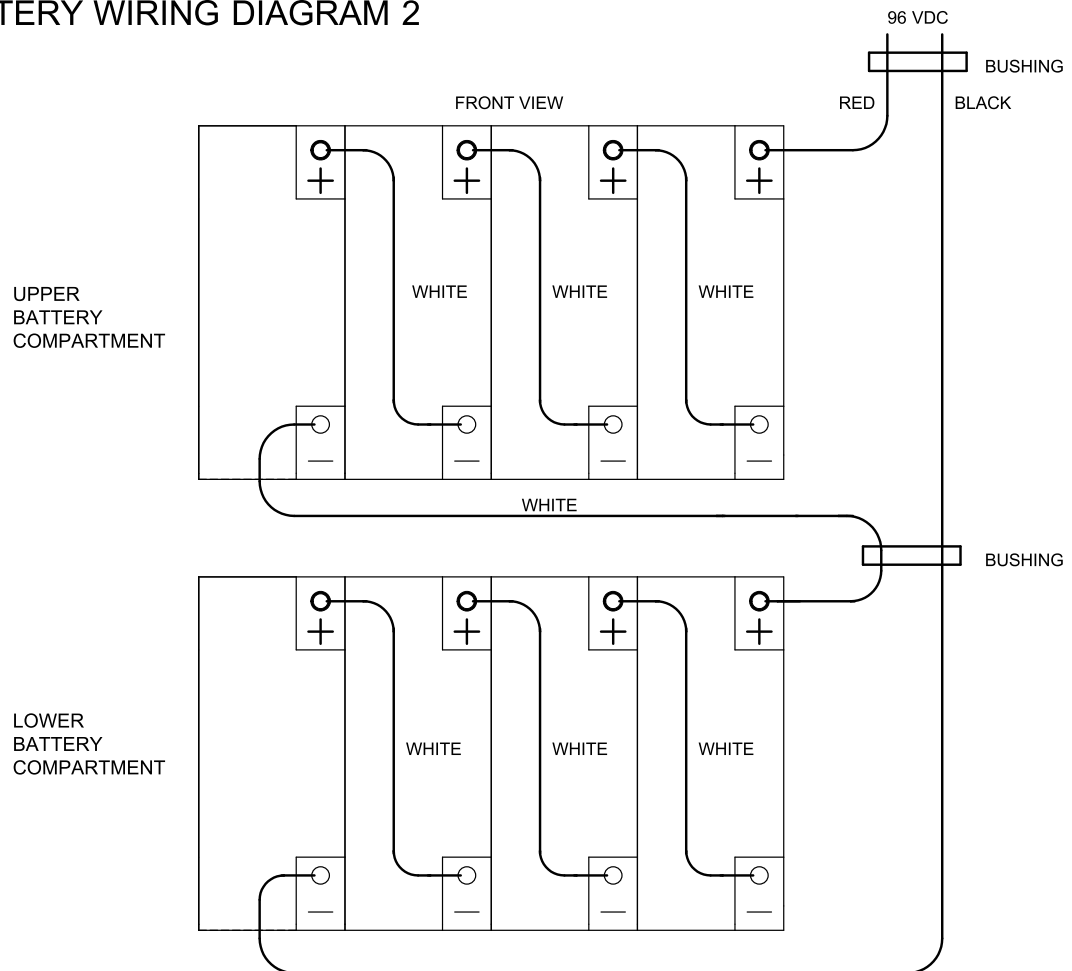 TERY WIRING DIAGRAM 2
96 VDC
BUSHING
FRONT VIEW
RED
BLACK
+ + + +
UPPER
BATTERY
COMPARTMENT
WHITE WHITE WHITE
— — — —
WHITE
BUSHING
+ + + +
LOWER
BATTERY
COMPARTMENT
WHITE WHITE WHITE
— — — —